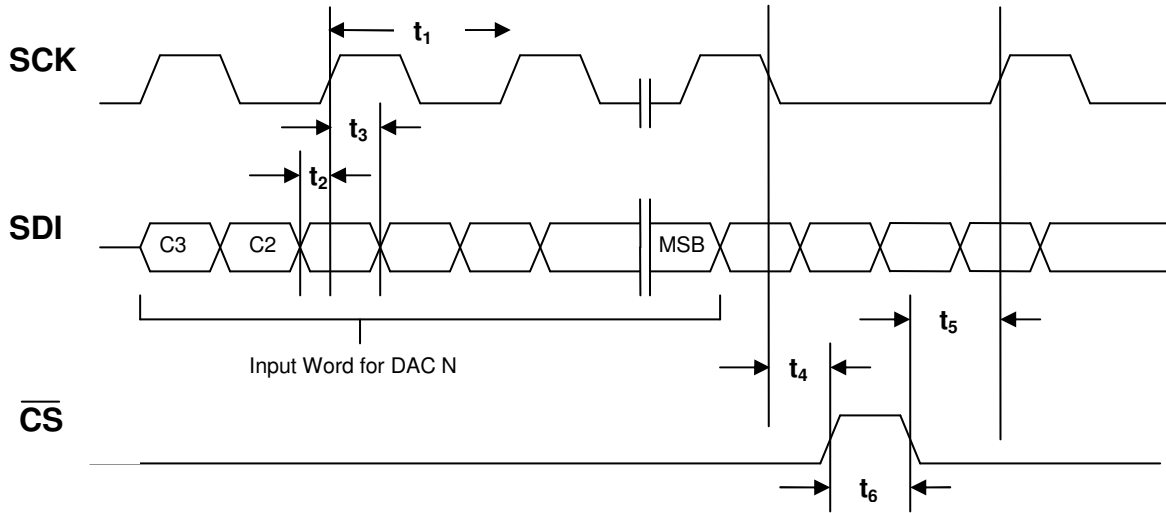 t1
SCK
t3
t2
SDI
C3 C2 MSB
t5
Input Word for DAC N
t4
CS
t6